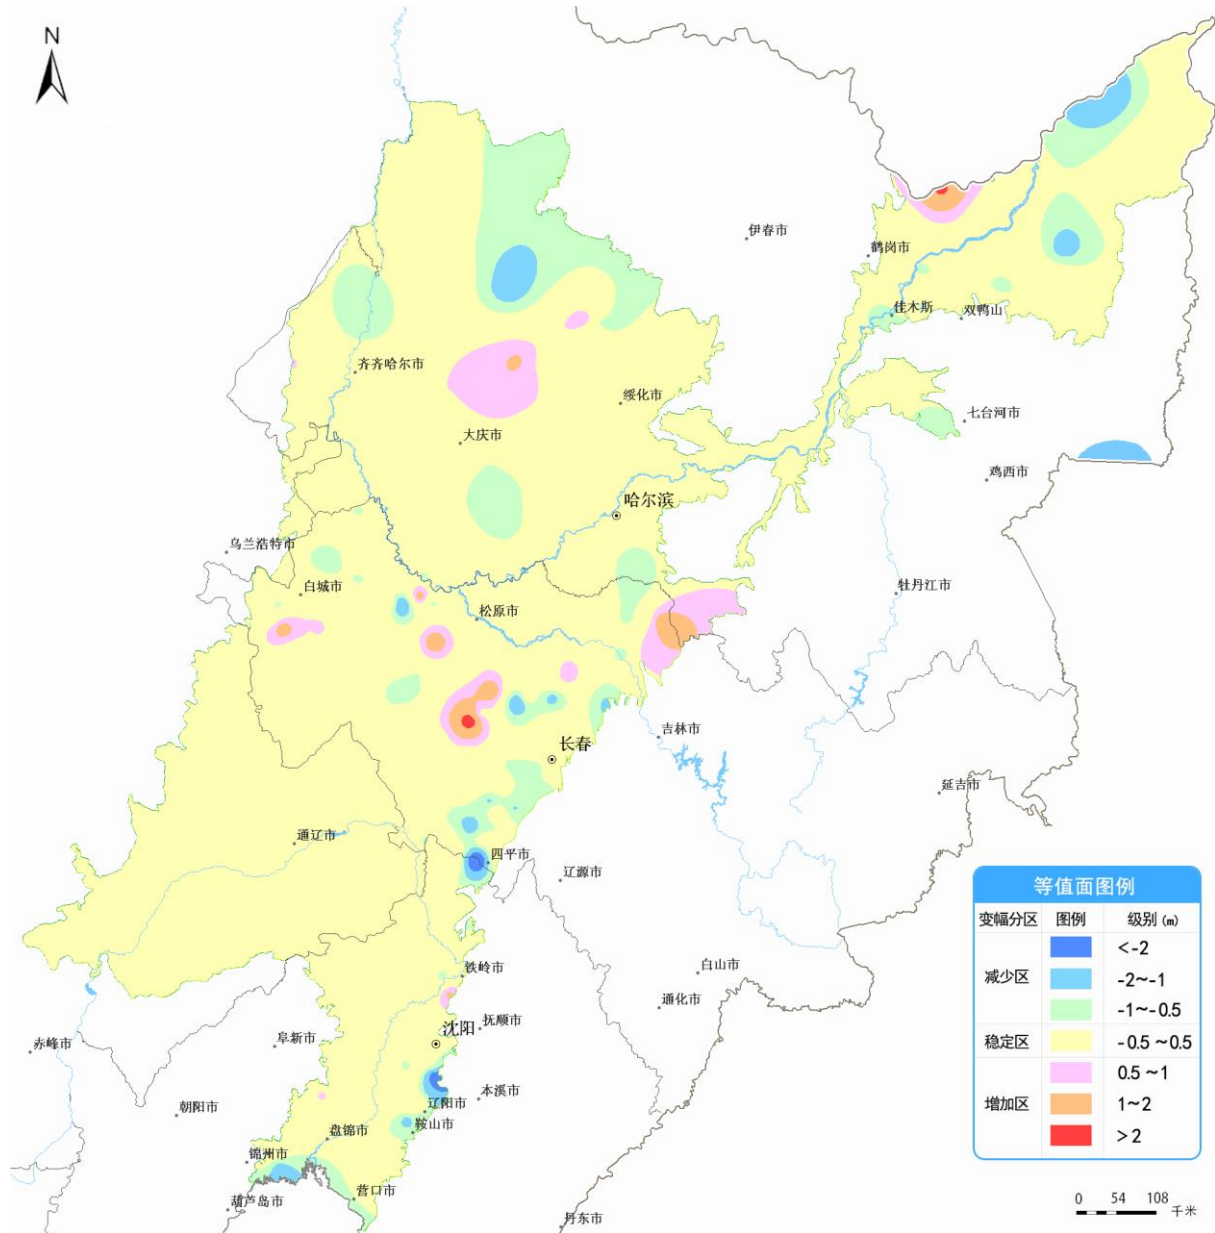 N
伊春市
鹤岗市
佳木斯
双鸭山
齐齐哈尔市
绥化市
七台河市
大庆市
鸡西市
哈尔滨
乌兰浩特市
白城市
牡丹江市
松原市
吉林市
长春
延吉市
通辽市
四平市
辽源市
等值面图例
变幅分区 图例 级别 (m)
<-2
减少区 -2~-1
-1~-0.5
稳定区 -0.5~0.5
0.5~1
增加区 1~2
>2
铁岭市
白山市
通化市
沈阳
抚顺市
赤峰市
阜新市
本溪市
辽阳市
朝阳市
鞍山市
盘锦市
锦州市
营口市
葫芦岛市
丹东市
0 54 108
千米